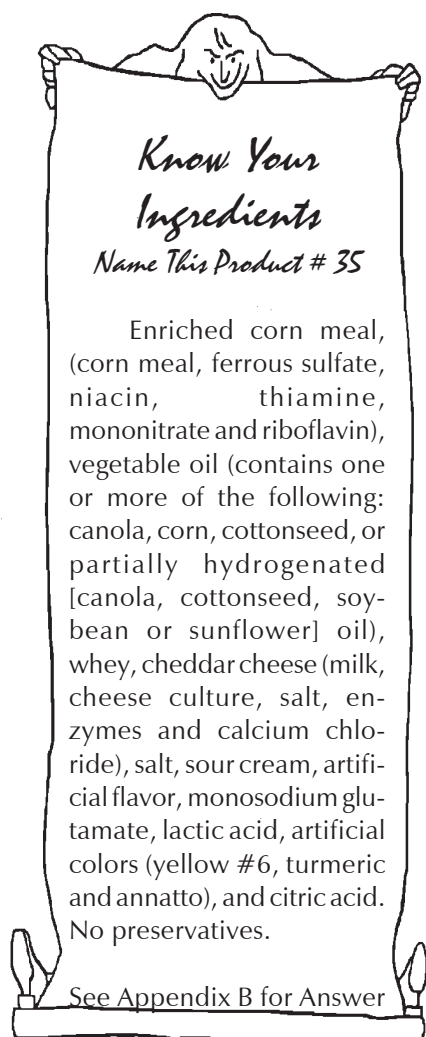 Know Your
Ingredients
Name This Product # 35
Enriched corn meal,
(corn meal, ferrous sulfate,
niacin, thiamine,
mononitrate and riboflavin),
vegetable oil (contains one
or more of the following:
canola, corn, cottonseed, or
partially hydrogenated
[canola, cottonseed, soy-
bean or sunflower] oil),
whey, cheddar cheese (milk,
cheese culture, salt, en-
zymes and calcium chlo-
ride), salt, sour cream, artifi-
cial flavor, monosodium glu-
tamate, lactic acid, artificial
colors (yellow #6, turmeric
and annatto), and citric acid.
No preservatives.
See Appendix B for Answer